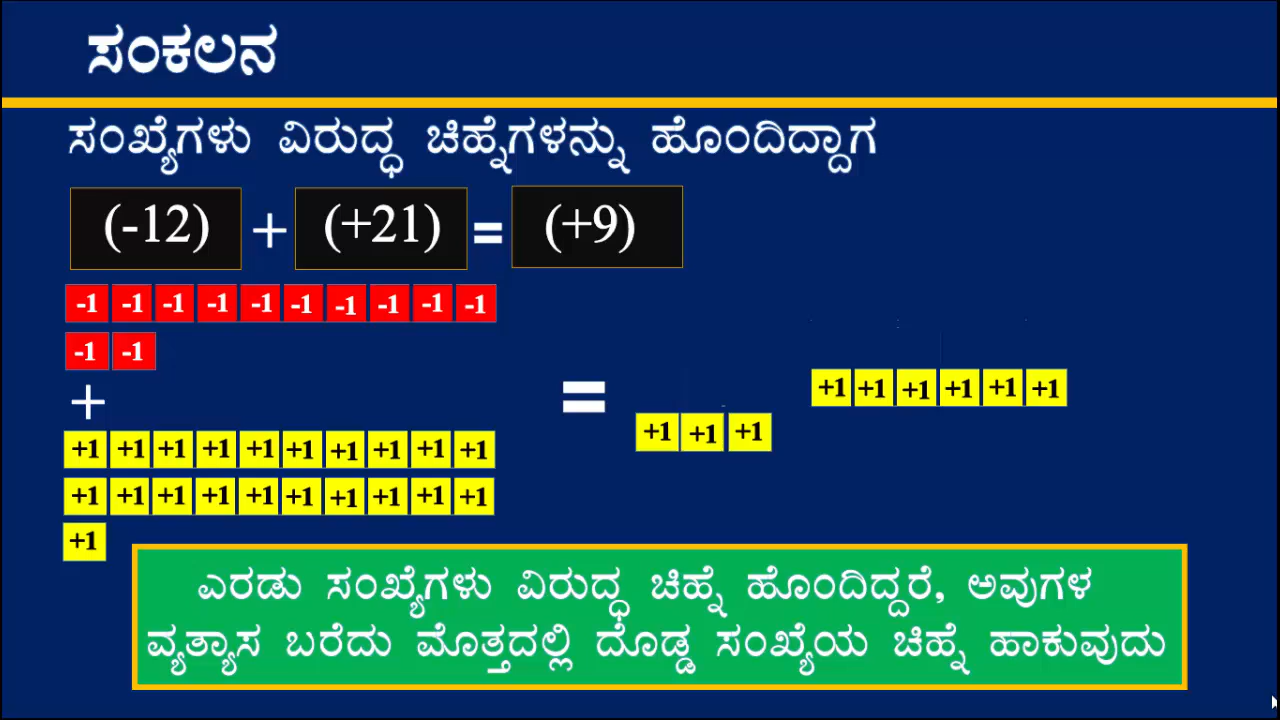 ಸಂಕಲನ
ಸಂಖ್ಯೆಗಳು ವಿರುದ್ಧ ಚಿಹ್ನೆಗಳನ್ನು ಹೊಂದಿದ್ದಾಗ
(-12) + (+21) = (+9)
-1 -1 -1 -1 -1 -1 -1 -1 -1 -1
-1 -1
+1 +1 +1 +1 +1 +1
+ =
+1 +1 +1
+1 +1 +1 +1 +1 +1 +1 +1 +1 +1
+1 +1 +1 +1 +1 +1 +1 +1 +1 +1
+1
ಎರಡು ಸಂಖ್ಯೆಗಳು ವಿರುದ್ಧ ಚಿಹ್ನೆ ಹೊಂದಿದ್ದರೆ, ಅವುಗಳ
ವ್ಯತ್ಯಾಸ ಬರೆದು ಮೊತ್ತದಲ್ಲಿ ದೊಡ್ಡ ಸಂಖ್ಯೆಯ ಚಿಹ್ನೆ ಹಾಕುವುದು